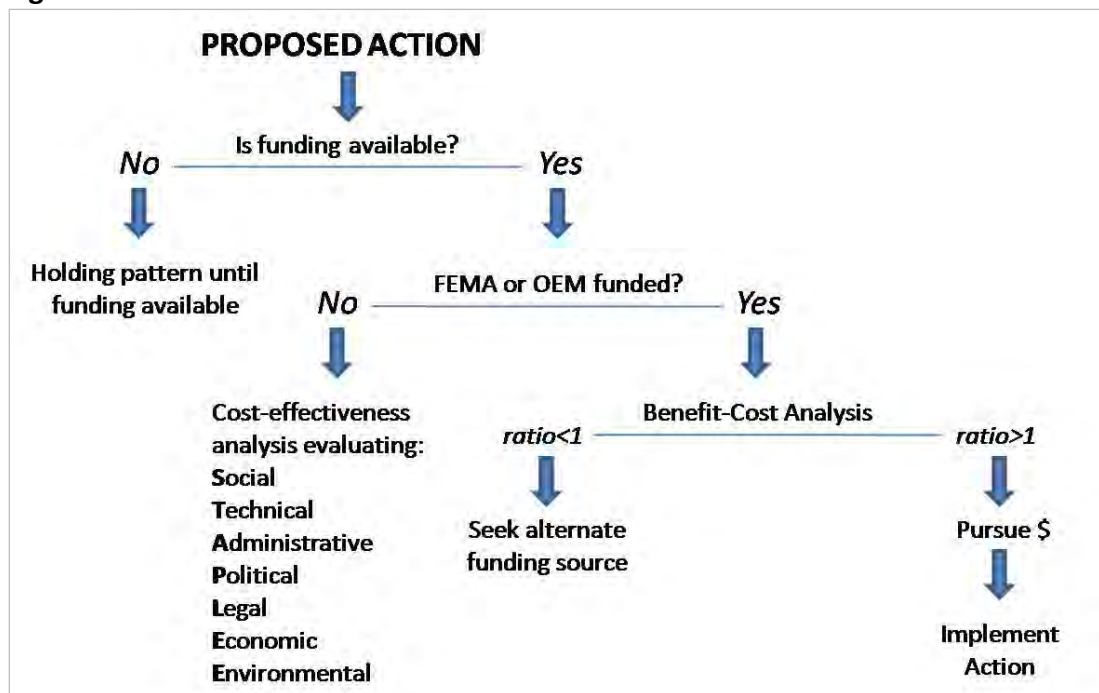 PROPOSED ACTION
Is funding available?
No
Yes
Holding pattern until
funding available
FEMA or OEM funded?
No
Yes
Cost-effectiveness
analysis evaluating:
Social
Technical
Administrative
Political
Legal
Economic
Environmental
Benefit-Cost Analysis
ratio<1
ratio>1
Seek alternate
funding source
Pursue $
Implement
Action